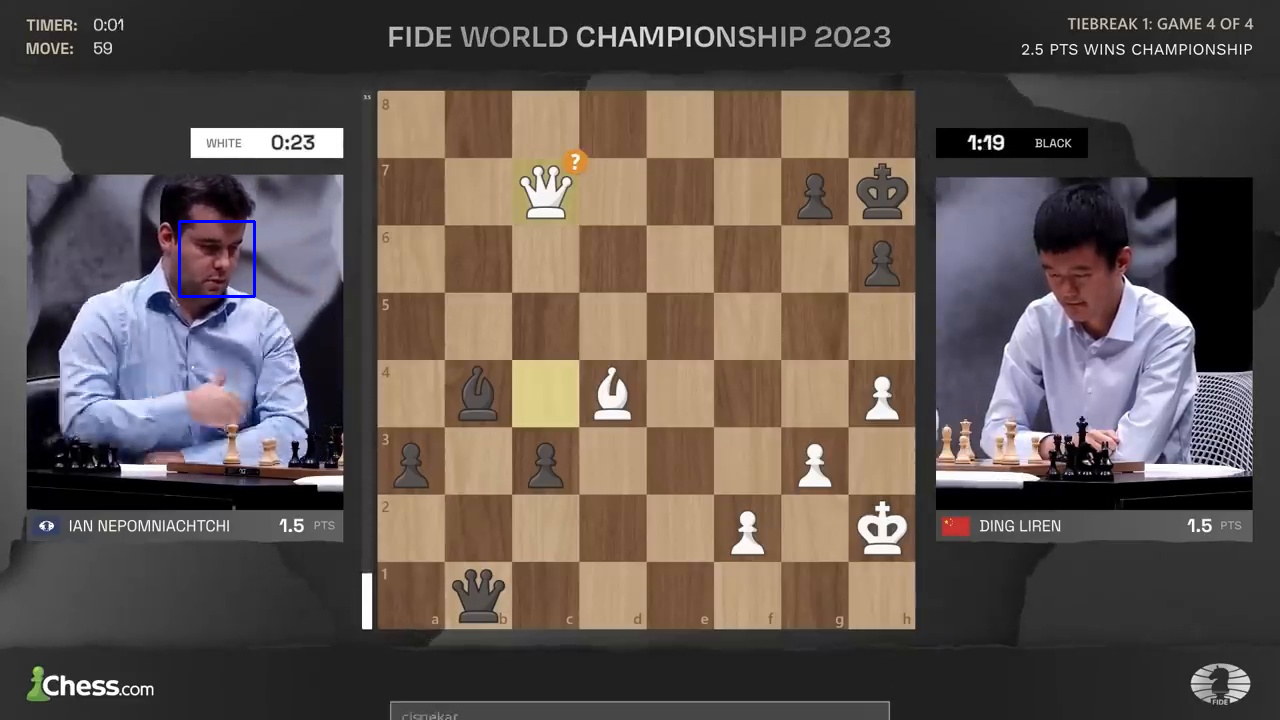 TIMER: 0:01
MOVE: 59
FIDE WORLD CHAMPIONSHIP 2023
TIEBREAK 1: GAME 4 OF 4
2.5 PTS WINS CHAMPIONSHIP
WHITE 0:23
1:19 BLACK
8
7
6
5
4
3
2
1
a b c d e f g h
?
IAN NEPOMNIACHTCHI 1.5 PTS
DING LIREN 1.5 PTS
Chess.com
FIDE